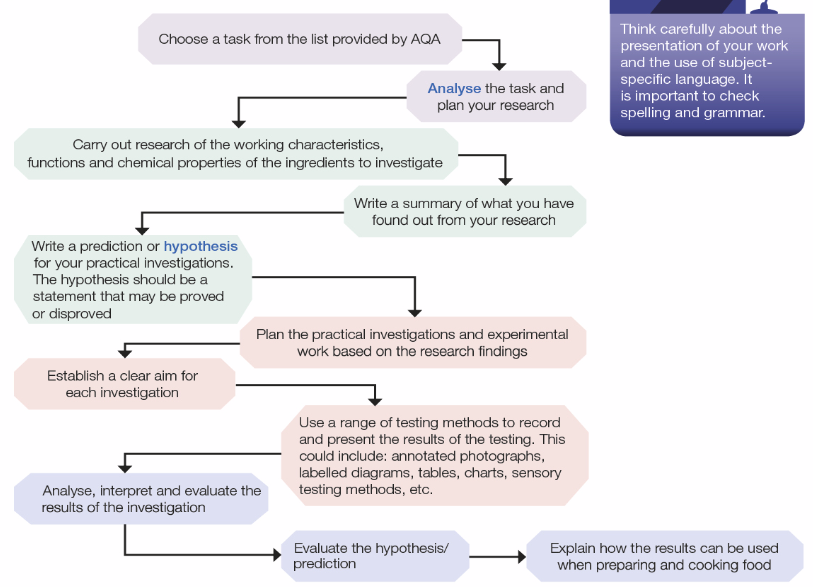 Choose a task from the list provided by AQA
Analyse the task and
plan your research
Carry out research of the working characteristics,
functions and chemical properties of the ingredients to investigate
Write a summary of what you have
found out from your research
Write a prediction or hypothesis
for your practical investigations.
The hypothesis should be a
statement that may be proved
or disproved
Plan the practical investigations and experimental
work based on the research findings
Establish a clear aim for
each investigation
Use a range of testing methods to record
and present the results of the testing. This
could include: annotated photographs,
labelled diagrams, tables, charts, sensory
testing methods, etc.
Analyse, interpret and evaluate the
results of the investigation
Evaluate the hypothesis/
prediction
Explain how the results can be used
when preparing and cooking food
Think carefully about the
presentation of your work
and the use of subject-
specific language. It
is important to check
spelling and grammar.